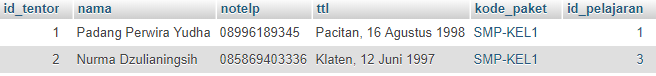 id_tentor nama notelp ttl kode_paket id_pelajaran
1 Padang Perwira Yudha 08996189345 Pacitan, 16 Agustus 1998 SMP-KEL1 1
2 Nurma Dzulianingsih 085869403336 Klaten, 12 Juni 1997 SMP-KEL1 3